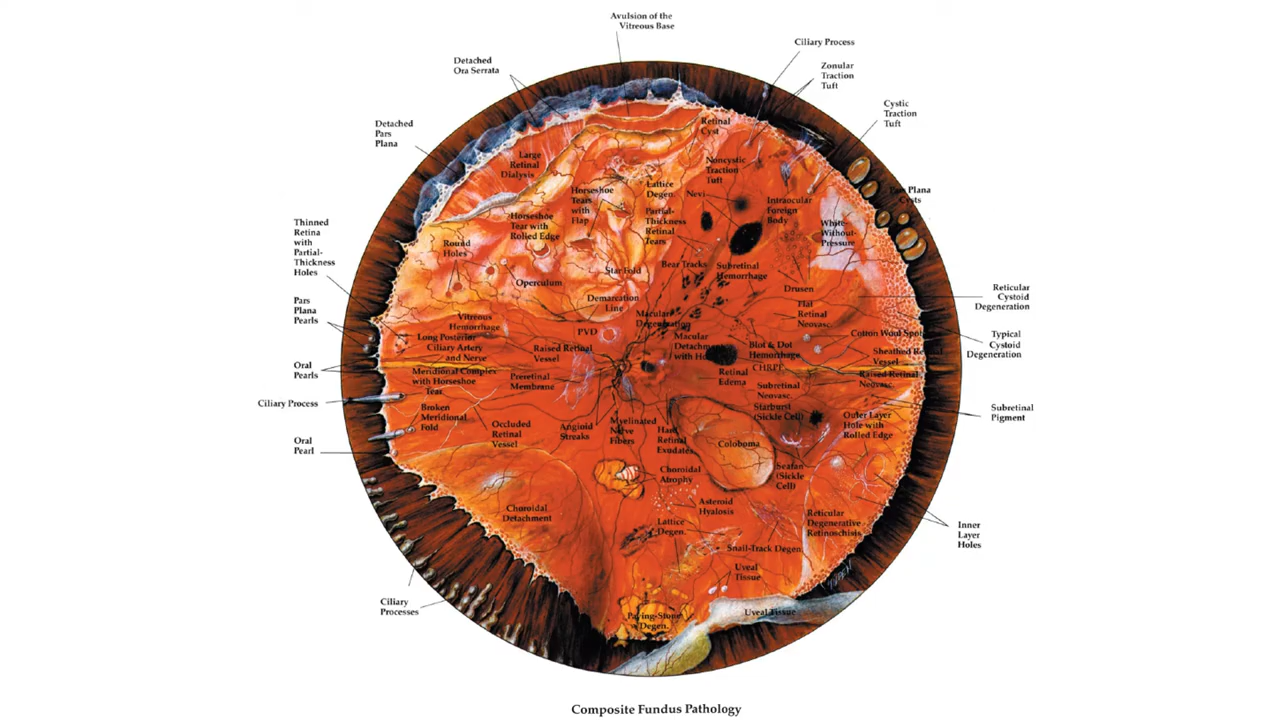 Avulsion of the
Vitreous Base
Ciliary Process
Detached
Ora Serrata
Zonular
Traction
Tuft
Cystic
Traction
Tuft
Detached
Pars
Plana
Retinal
Cyst
Large
Retinal
Dialysis
Noncystic
Traction
Tuft
Horseshoe
Tears
with
Flap
Lattice
Degen.
Nevi
Pars Plana
Cysts
Intraocular
Foreign
Body
Horseshoe
Tear with
Rolled Edge
Partial-
Thickness
Retinal
Tears
White-
Without-
Pressure
Thinned
Retina
with
Partial-
Thickness
Holes
Round
Holes
Star Fold
Bear Tracks
Subretinal
Hemorrhage
Operculum
Drusen
Reticular
Cystoid
Degeneration
Pars
Plana
Pearls
Demarcation
Line
Flat
Retinal
Neovasc.
Vitreous
Hemorrhage
Macular
Degeneration
PVD
Long Posterior
Ciliary Artery
and Nerve
Raised Retinal
Vessel
Macular
Detachment
with Hole
Blot & Dot
Hemorrhage
Cotton Wool Spots
Typical
Cystoid
Degeneration
Sheathed Retinal
Vessel
Oral
Pearls
Meridional Complex
with Horseshoe
Tear
Preretinal
Membrane
Retinal
Edema
CHRPE
Raised Retinal
Neovasc.
Subretinal
Neovasc.
Ciliary Process
Broken
Meridional
Fold
Starburst
(Sickle Cell)
Outer Layer
Hole with
Rolled Edge
Subretinal
Pigment
Occluded
Retinal
Vessel
Angioid
Streaks
Myelinated
Nerve
Fibers
Hard
Retinal
Exudates
Coloboma
Oral
Pearl
Choroidal
Atrophy
Seafan
(Sickle
Cell)
Choroidal
Detachment
Asteroid
Hyalosis
Lattice
Degen.
Reticular
Degenerative
Retinoschisis
Inner
Layer
Holes
Snail-Track Degen.
Uveal
Tissue
Ciliary
Processes
Paving-Stone
Degen.
Uveal Tissue
Composite Fundus Pathology